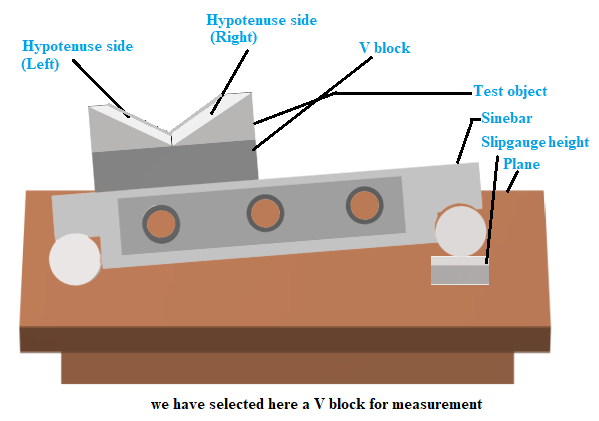 Hypotenuse side
(Right)
Hypotenuse side
(Left)
V block
Test object
Sinebar
Slipgauge height
Plane
we have selected here a V block for measurement